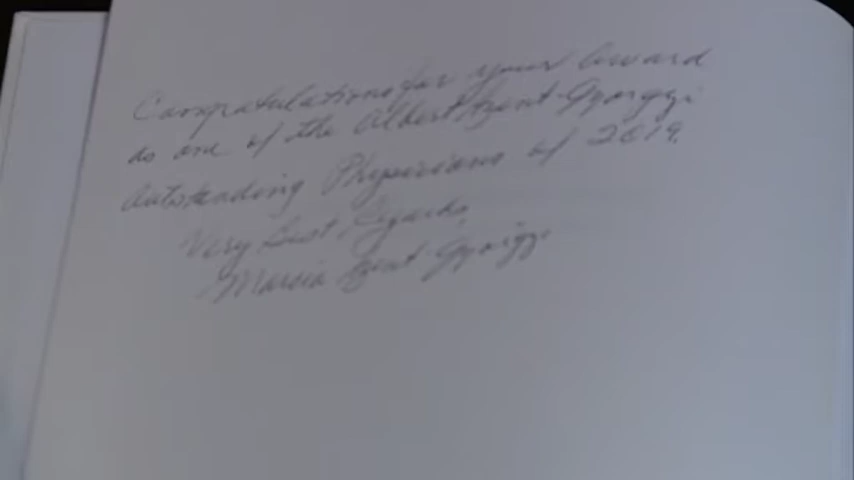 Congratulations for your award
as one of the Albert Szent-Gyorgyi
Outstanding Physicians of 2019.
Very Best Regards,
Marcia Szent-Gyorgyi